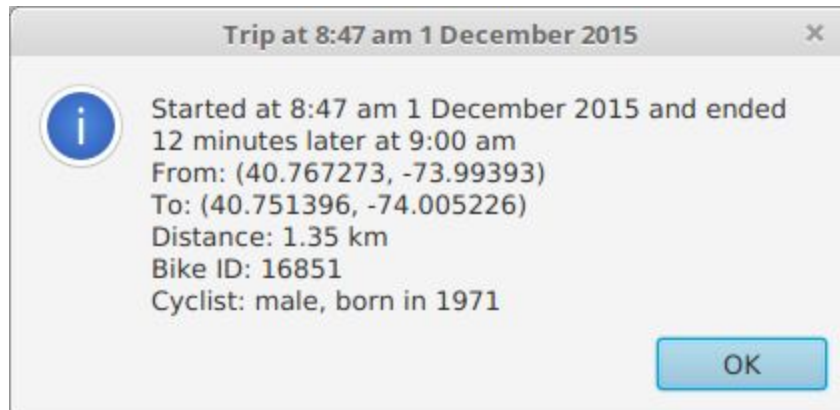 Trip at 8:47 am 1 December 2015
Started at 8:47 am 1 December 2015 and ended
12 minutes later at 9:00 am
From: (40.767273, -73.99393)
To: (40.751396, -74.005226)
Distance: 1.35 km
Bike ID: 16851
Cyclist: male, born in 1971
OK